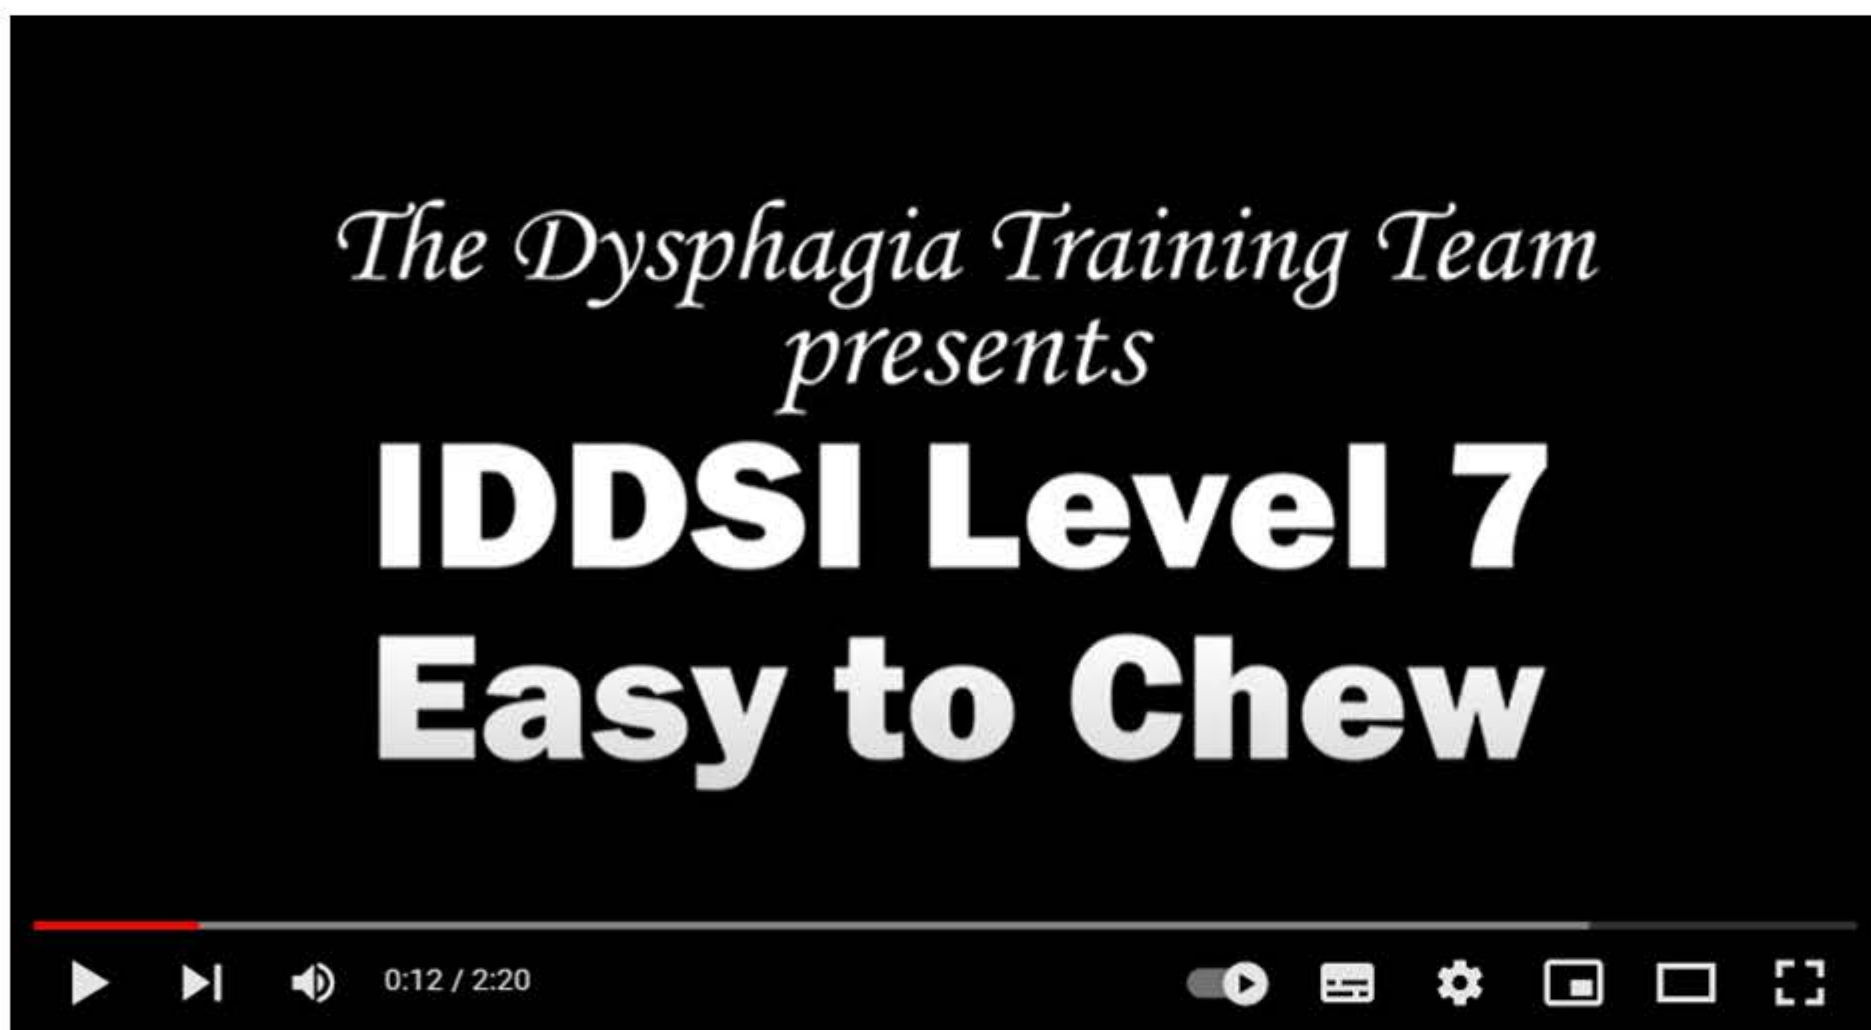 The Dysphagia Training Team
presents
IDDSI Level 7
Easy to Chew
0:12 / 2:20